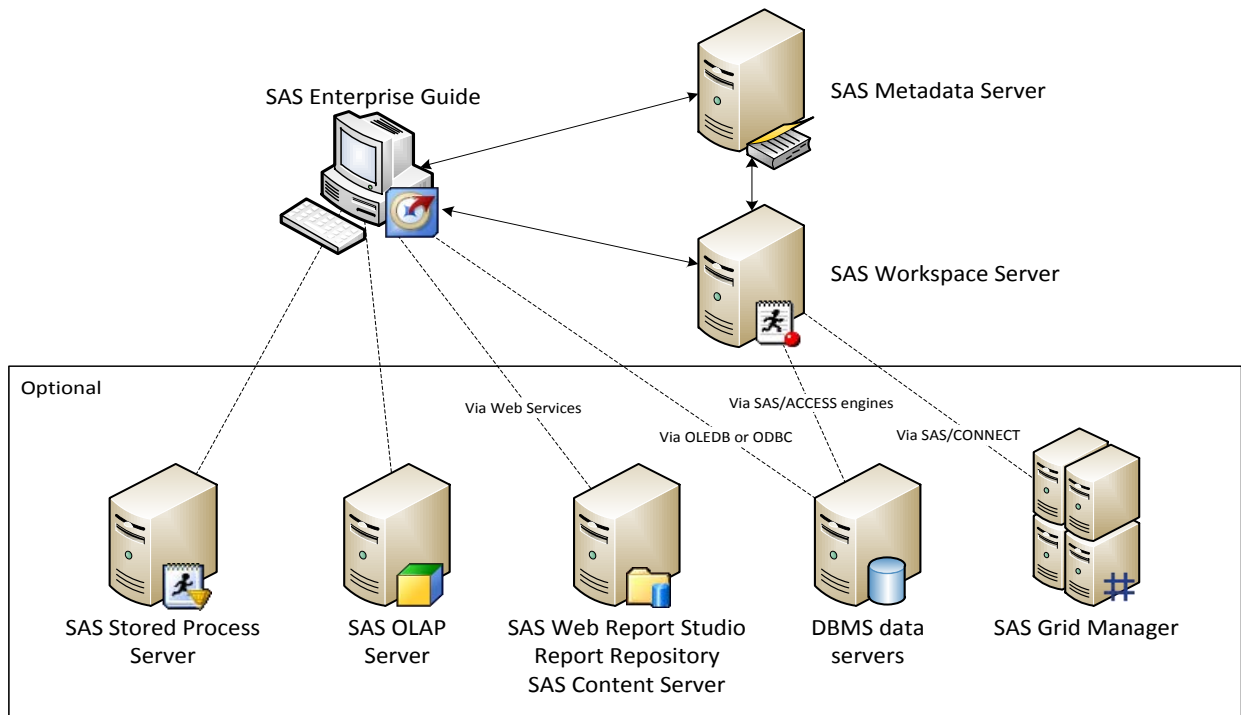 SAS Enterprise Guide
SAS Metadata Server
SAS Workspace Server
Optional
Via Web Services
Via SAS/ACCESS engines
Via OLEDB or ODBC
Via SAS/CONNECT
SAS Stored Process
Server
SAS OLAP
Server
SAS Web Report Studio
Report Repository
SAS Content Server
DBMS data
servers
SAS Grid Manager